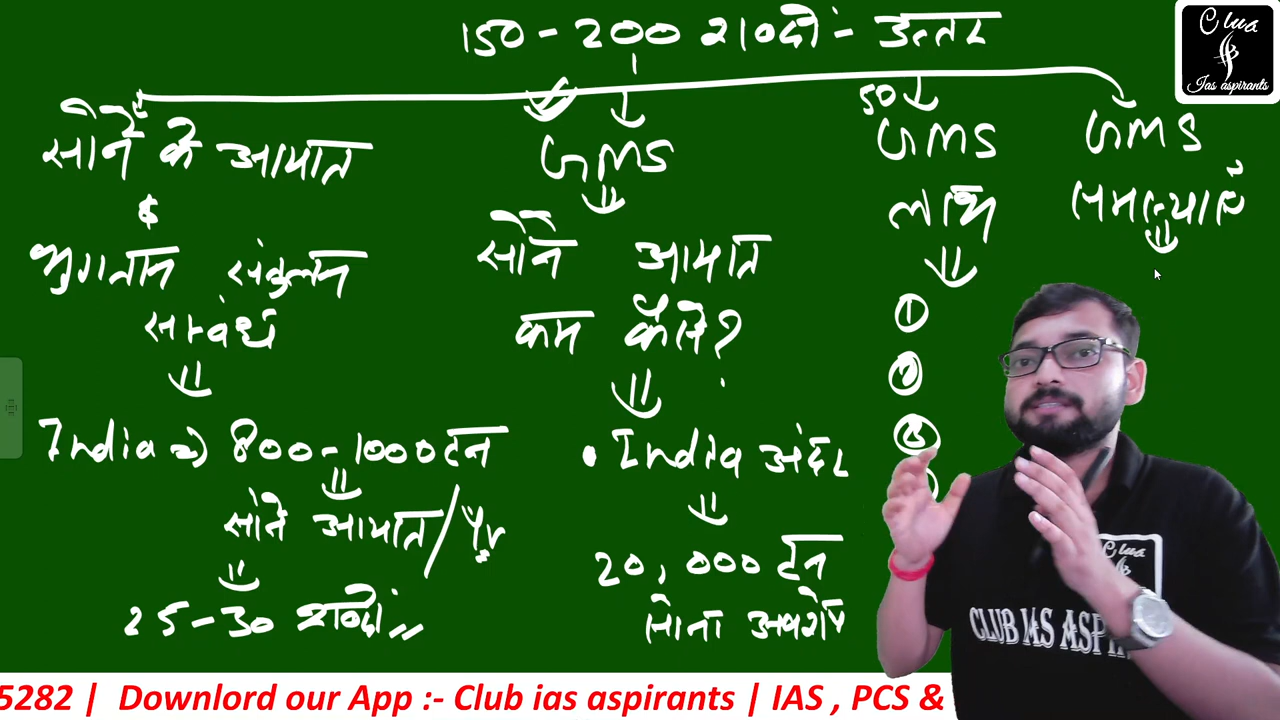 150 - 200 शब्दों - उत्तर
Club
Ias aspirants
सोने के आयात
&
भुगतान संतुलन
सम्बंध
India => 800 - 1000 टन
सोने आयात / Yr
25 - 30 शब्दों
GMS
सोने आयात
कम कैसे ?
• India अंदर
20,000 टन
सोना अवशेष
50
GMS
लाभ
①
②
③
GMS
समस्याएं
CLUB IAS ASPIR
5282 | Downlord our App :- Club ias aspirants | IAS , PCS &